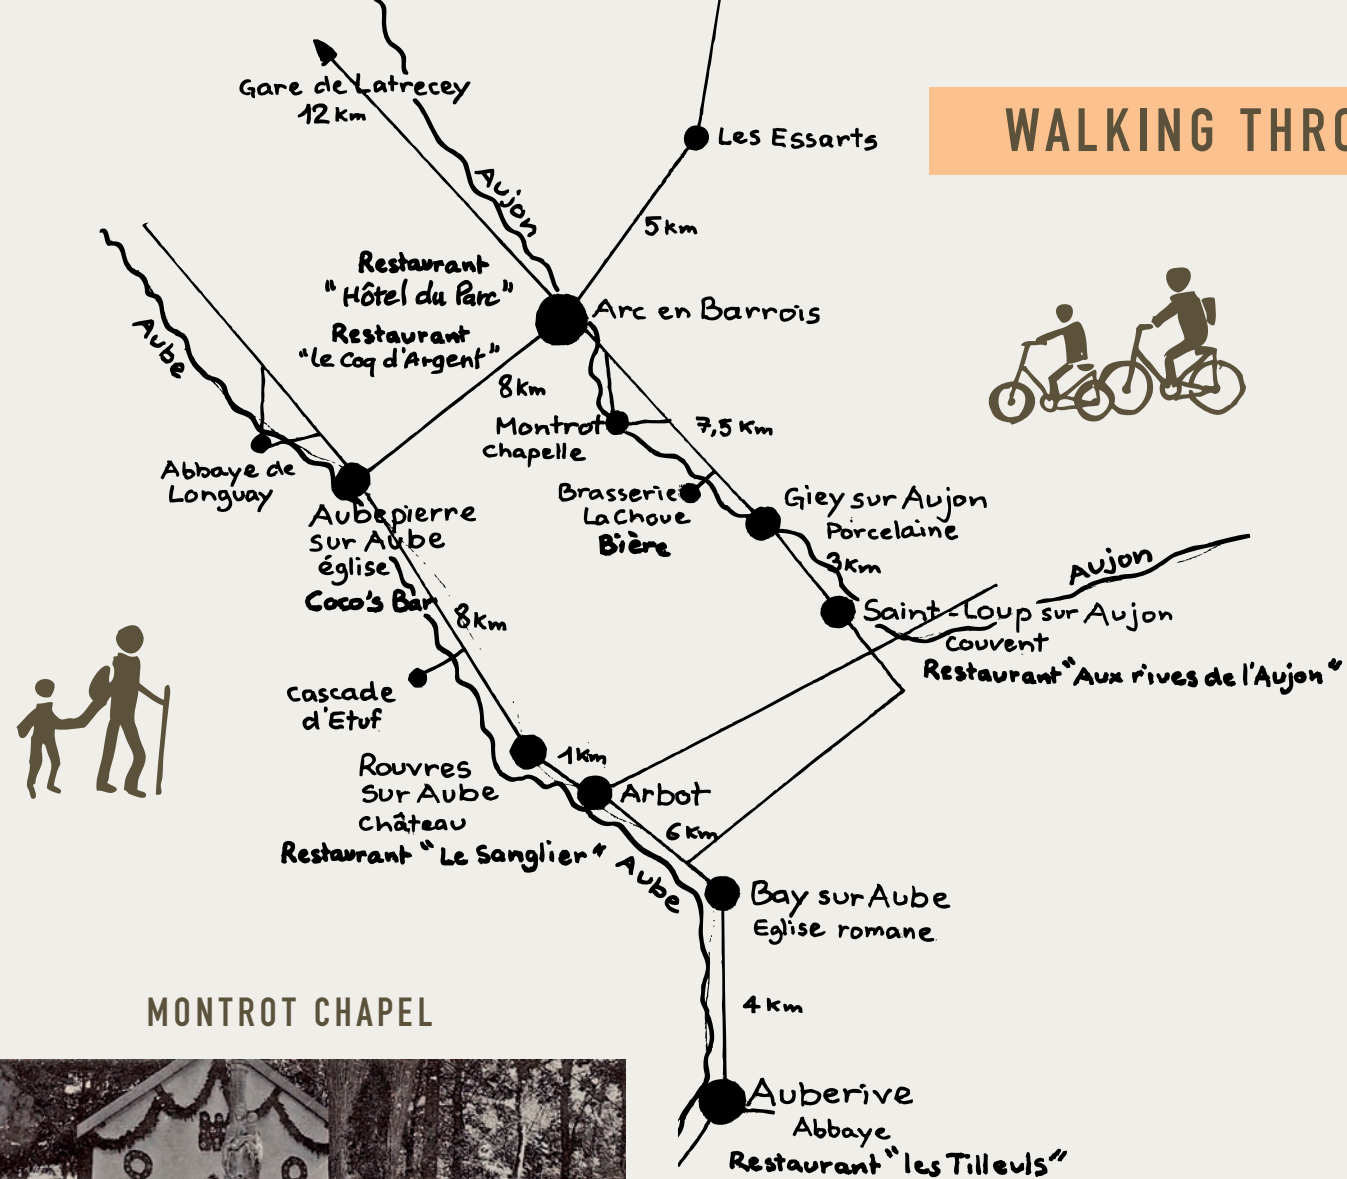 Gare de Latrecey
12 km
Les Essarts
WALKING THRO
Aujon
5 km
Restaurant
"Hôtel du Parc"
Arc en Barrois
Restaurant
"le Coq d'Argent"
Aube
8 km
Montrot
chapelle
7,5 km
Abbaye de
Longuay
Brasserie
La Choue
Bière
Giey sur Aujon
Porcelaine
3 km
Aubepierre
sur Aube
église
Coco's Bar
8 km
Aujon
Saint-Loup sur Aujon
couvent
Restaurant "Aux rives de l'Aujon"
cascade
d'Etuf
1 km
Rouvres
sur Aube
château
Restaurant "Le Sanglier"
Arbot
6 km
Aube
Bay sur Aube
Eglise romane
4 km
MONTROT CHAPEL
Auberive
Abbaye
Restaurant "les Tilleuls"